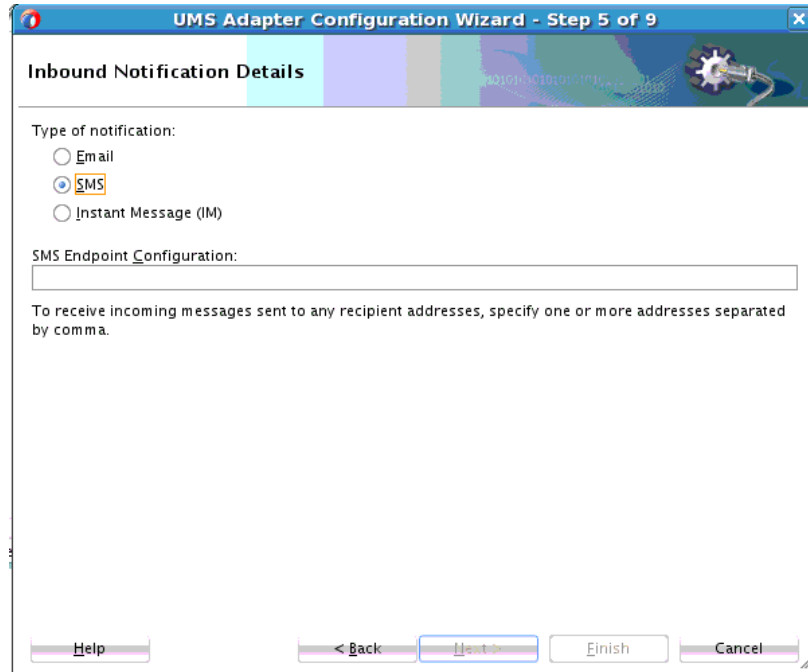 UMS Adapter Configuration Wizard - Step 5 of 9
Inbound Notification Details
Type of notification:
Email
SMS
Instant Message (IM)
SMS Endpoint Configuration:
To receive incoming messages sent to any recipient addresses, specify one or more addresses separated
by comma.
Help
< Back
Next >
Finish
Cancel